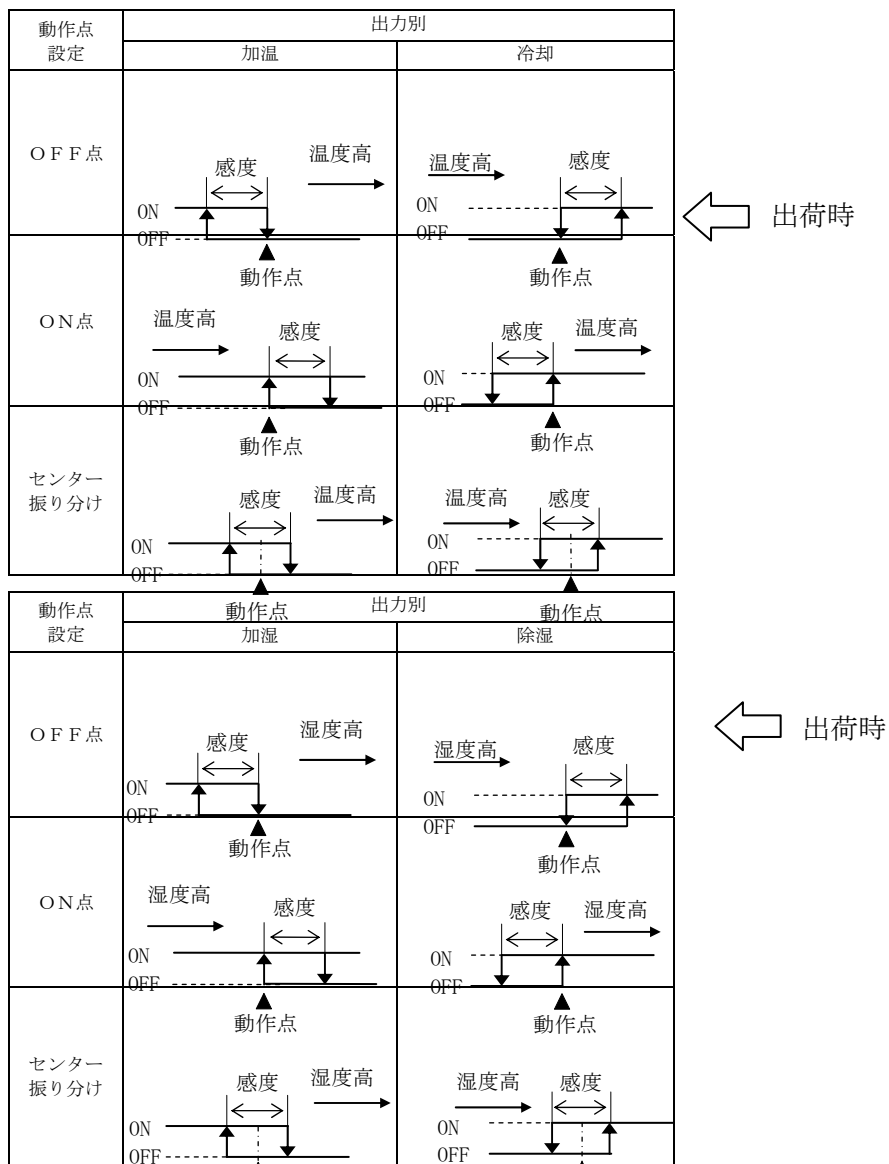 動作点
設定
出力別
加温
冷却
ＯＦＦ点
感度
温度高
ON
OFF
動作点
温度高
感度
ON
OFF
動作点
出荷時
ＯＮ点
温度高
感度
ON
OFF
動作点
感度
温度高
ON
OFF
動作点
センター
振り分け
感度
温度高
ON
OFF
動作点
温度高
感度
ON
OFF
動作点
動作点
設定
出力別
加湿
除湿
ＯＦＦ点
感度
湿度高
ON
OFF
動作点
湿度高
感度
ON
OFF
動作点
出荷時
ＯＮ点
湿度高
感度
ON
OFF
動作点
感度
湿度高
ON
OFF
動作点
センター
振り分け
感度
湿度高
ON
OFF
湿度高
感度
ON
OFF